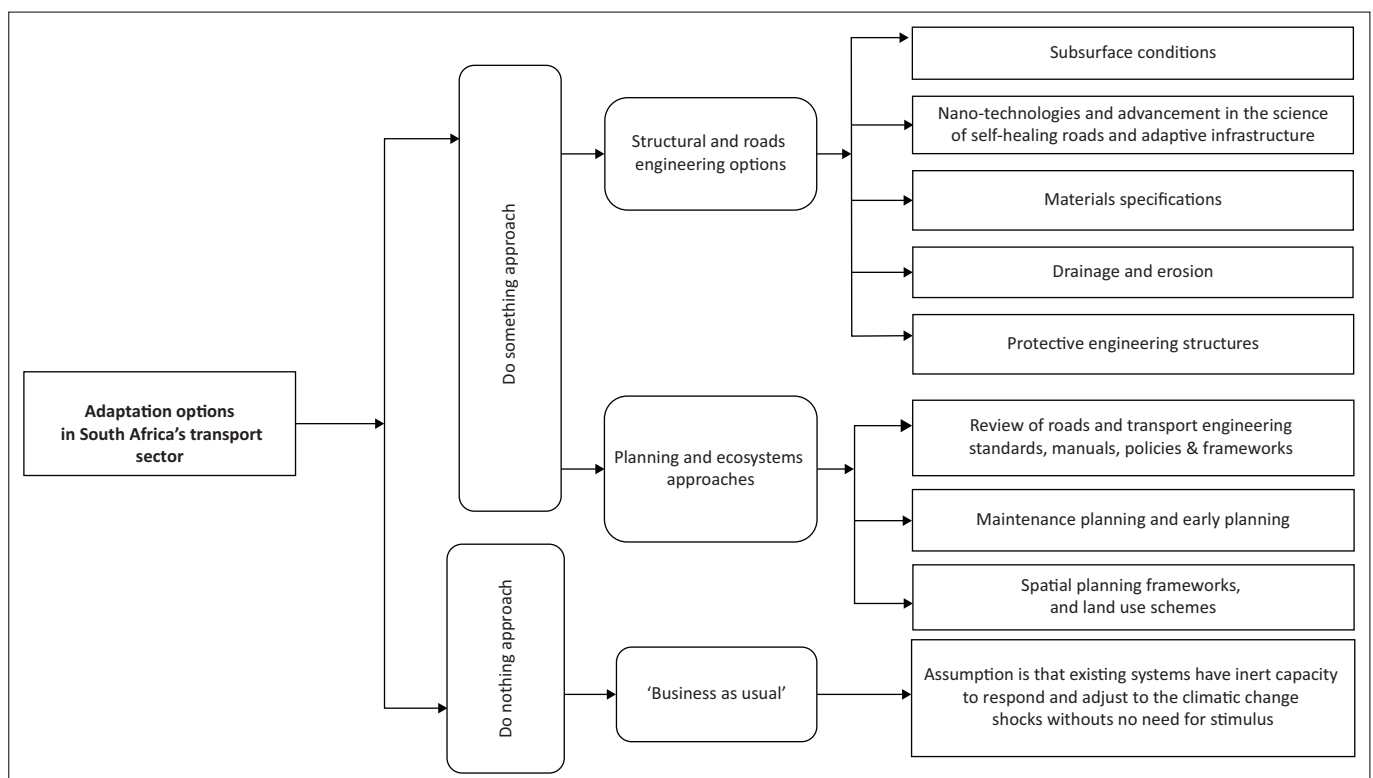 Adaptation options
in South Africa’s transport
sector
Do something approach
Structural and roads
engineering options
Subsurface conditions
Nano-technologies and advancement in the science
of self-healing roads and adaptive infrastructure
Materials specifications
Drainage and erosion
Protective engineering structures
Planning and ecosystems
approaches
Review of roads and transport engineering
standards, manuals, policies & frameworks
Maintenance planning and early planning
Spatial planning frameworks,
and land use schemes
Do nothing approach
‘Business as usual’
Assumption is that existing systems have inert capacity
to respond and adjust to the climatic change
shocks withouts no need for stimulus